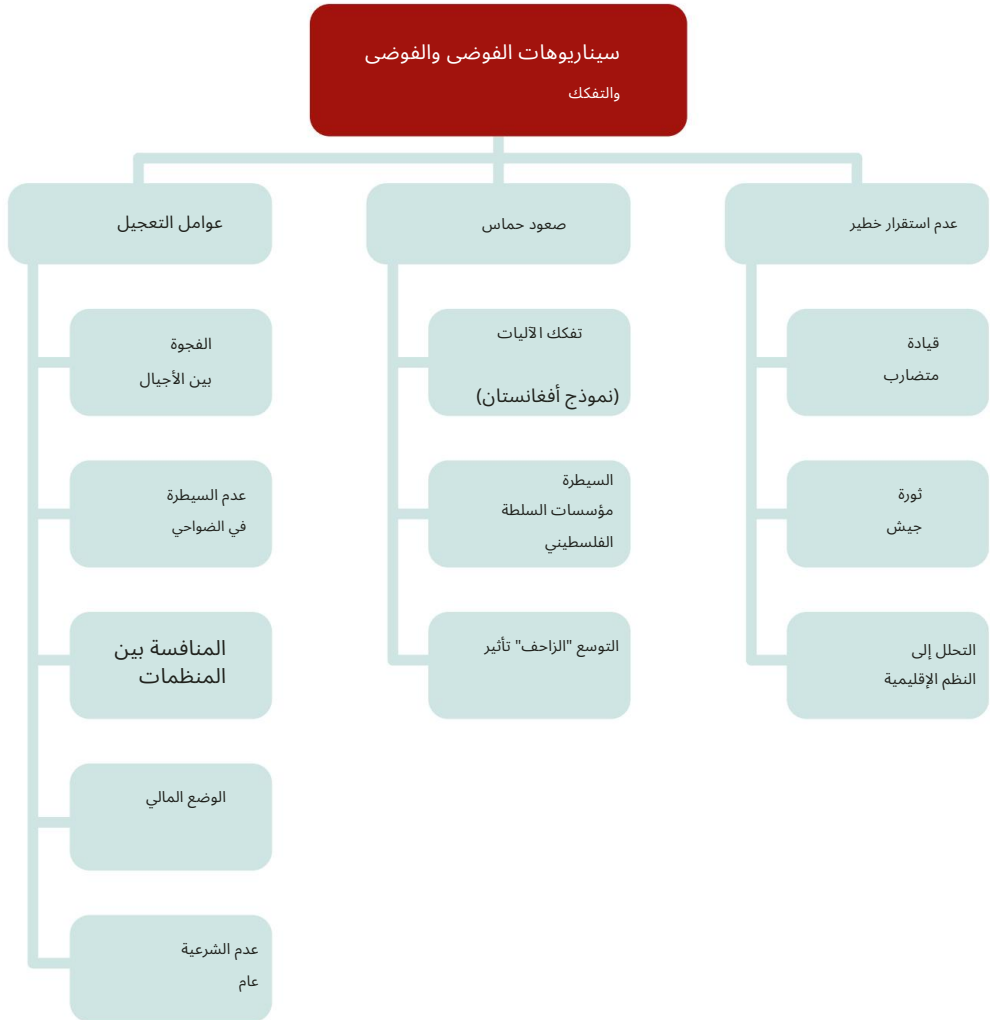 سيناريوهات الفوضى والفوضى
والتفكك
عدم استقرار خطير
قيادة
متضارب
ثورة
جيش
التحلل إلى
النظم الإقليمية
صعود حماس
تفكك الآليات
(نموذج أفغانستان)
السيطرة
مؤسسات السلطة
الفلسطيني
التوسع "الزاحف" تأثير
عوامل التعجيل
الفجوة
بين الأجيال
عدم السيطرة
في الضواحي
المنافسة بين
المنظمات
الوضع المالي
عدم الشرعية
عام